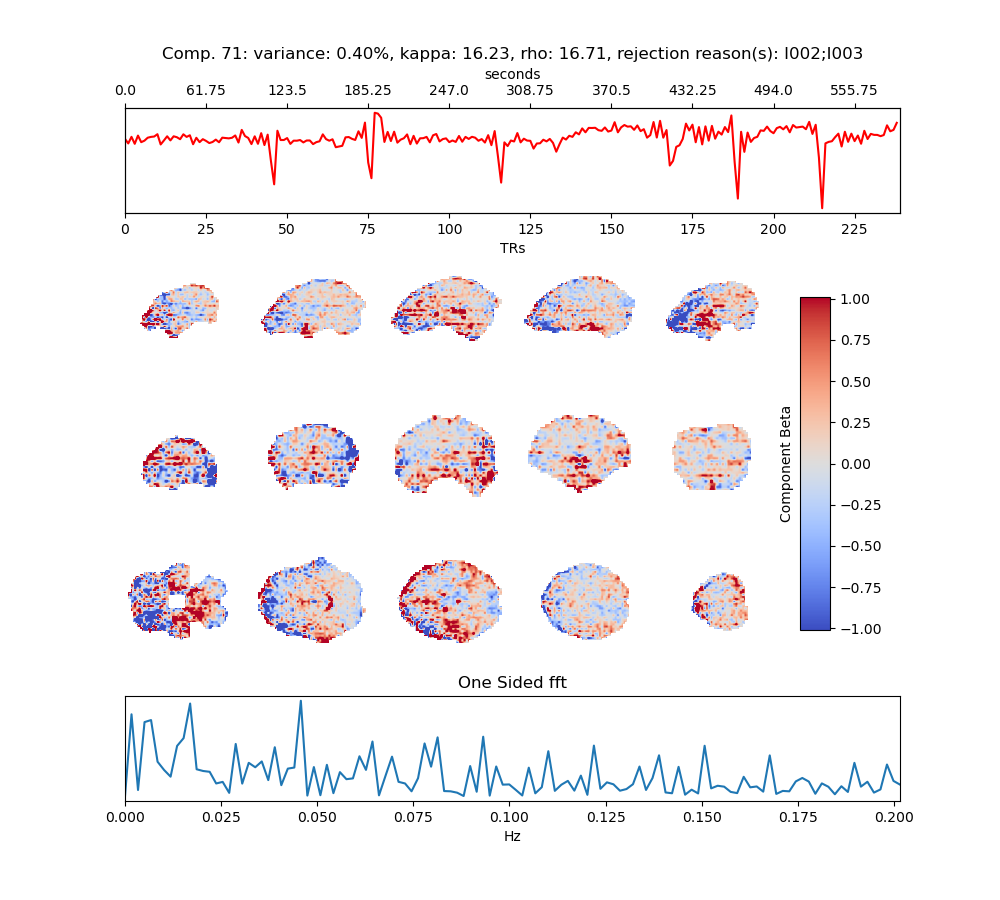 Comp. 71: variance: 0.40%, kappa: 16.23, rho: 16.71, rejection reason(s): I002;I003
seconds
0.0 61.75 123.5 185.25 247.0 308.75 370.5 432.25 494.0 555.75
0 25 50 75 100 125 150 175 200 225
TRs
1.00
0.75
0.50
0.25
0.00
−0.25
−0.50
−0.75
−1.00
Component Beta
One Sided fft
0.000 0.025 0.050 0.075 0.100 0.125 0.150 0.175 0.200
Hz